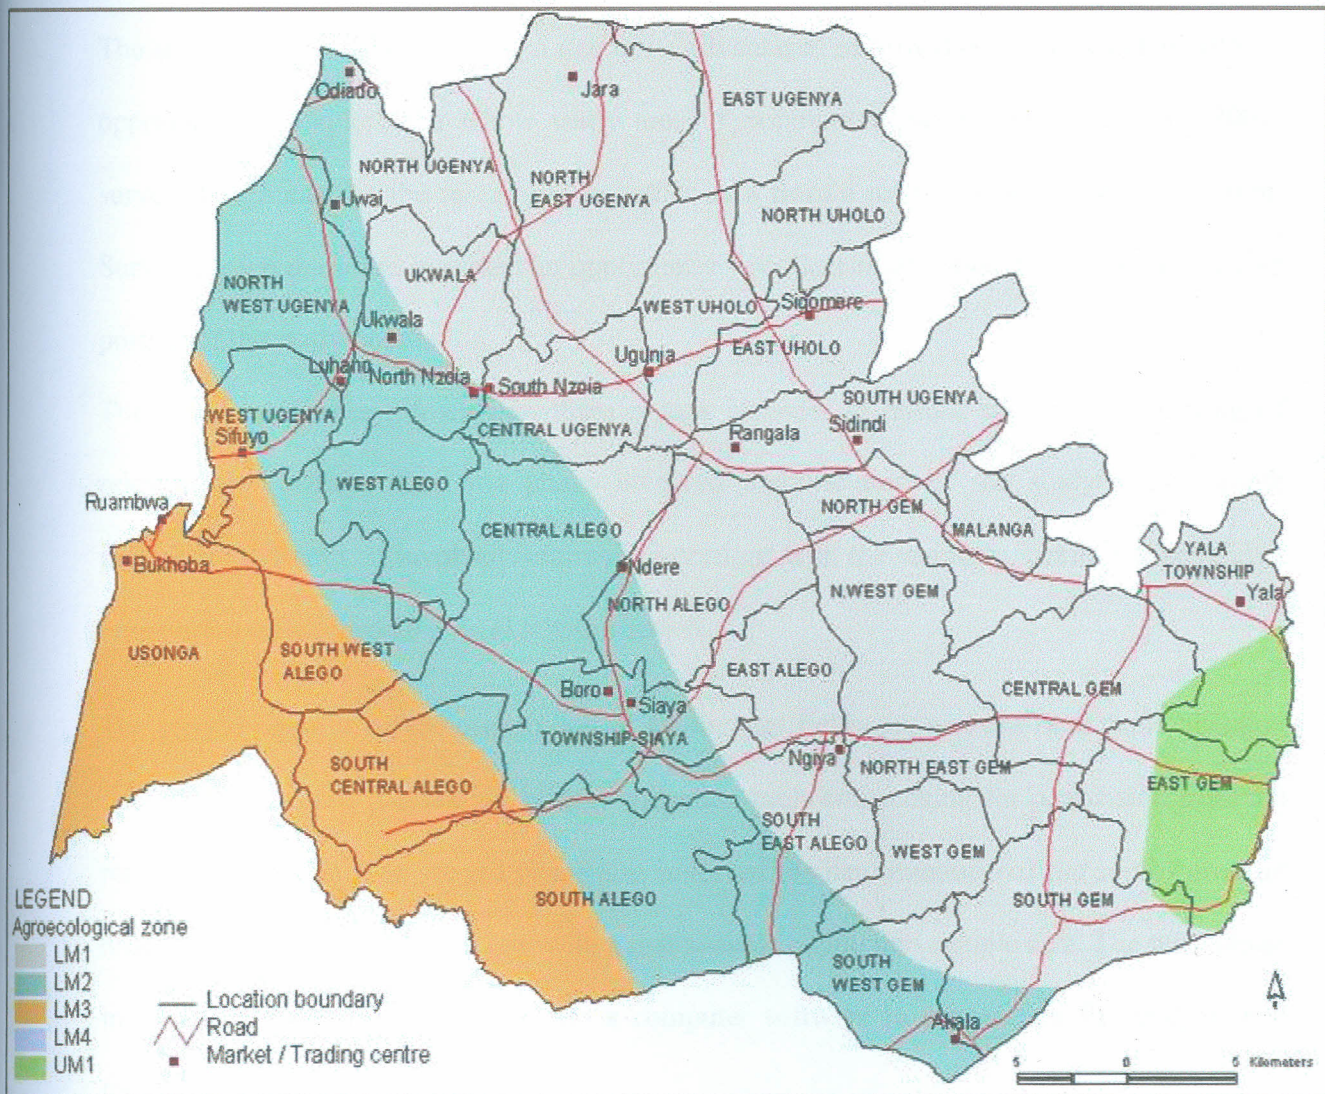 Odiado
Jara
EAST UGENYA
NORTH UGENYA
NORTH
EAST UGENYA
Uwai
NORTH UHOLO
NORTH
WEST UGENYA
UKWALA
WEST UHOLO
Sigomere
Ukwala
EAST UHOLO
Ugunja
Luhano
North Nzoia
South Nzoia
SOUTH UGENYA
WEST UGENYA
CENTRAL UGENYA
Rangala
Sidindi
Sifuyo
WEST ALEGO
Ruambwa
NORTH GEM
CENTRAL ALEGO
MALANGA
YALA
TOWNSHIP
Bukhoba
Ndere
N.WEST GEM
Yala
NORTH ALEGO
USONGA
SOUTH WEST
ALEGO
EAST ALEGO
Boro
Siaya
CENTRAL GEM
TOWNSHIP-SIAYA
SOUTH
CENTRAL ALEGO
Ngiya
NORTH EAST GEM
EAST GEM
SOUTH
EAST ALEGO
WEST GEM
SOUTH ALEGO
SOUTH GEM
SOUTH
WEST GEM
Akala
LEGEND
Agroecological zone
LM1
LM2
LM3
LM4
UM1
Location boundary
Road
Market / Trading centre
5 0 5 Kilometers